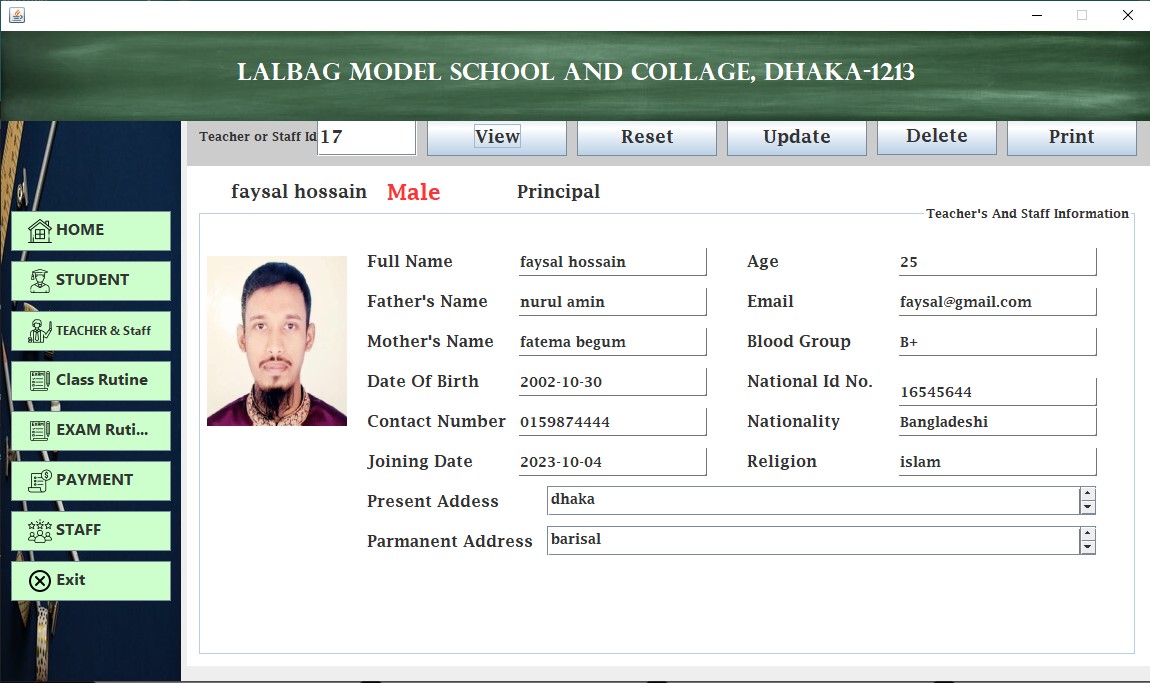 LALBAG MODEL SCHOOL AND COLLAGE, DHAKA-1213
Teacher or Staff Id 17 View Reset Update Delete Print
faysal hossain Male Principal
Teacher's And Staff Information
HOME
STUDENT
TEACHER & Staff
Class Rutine
EXAM Ruti...
PAYMENT
STAFF
Exit
Full Name faysal hossain Age 25
Father's Name nurul amin Email faysal@gmail.com
Mother's Name fatema begum Blood Group B+
Date Of Birth 2002-10-30 National Id No. 16545644
Contact Number 0159874444 Nationality Bangladeshi
Joining Date 2023-10-04 Religion islam
Present Addess dhaka
Parmanent Address barisal